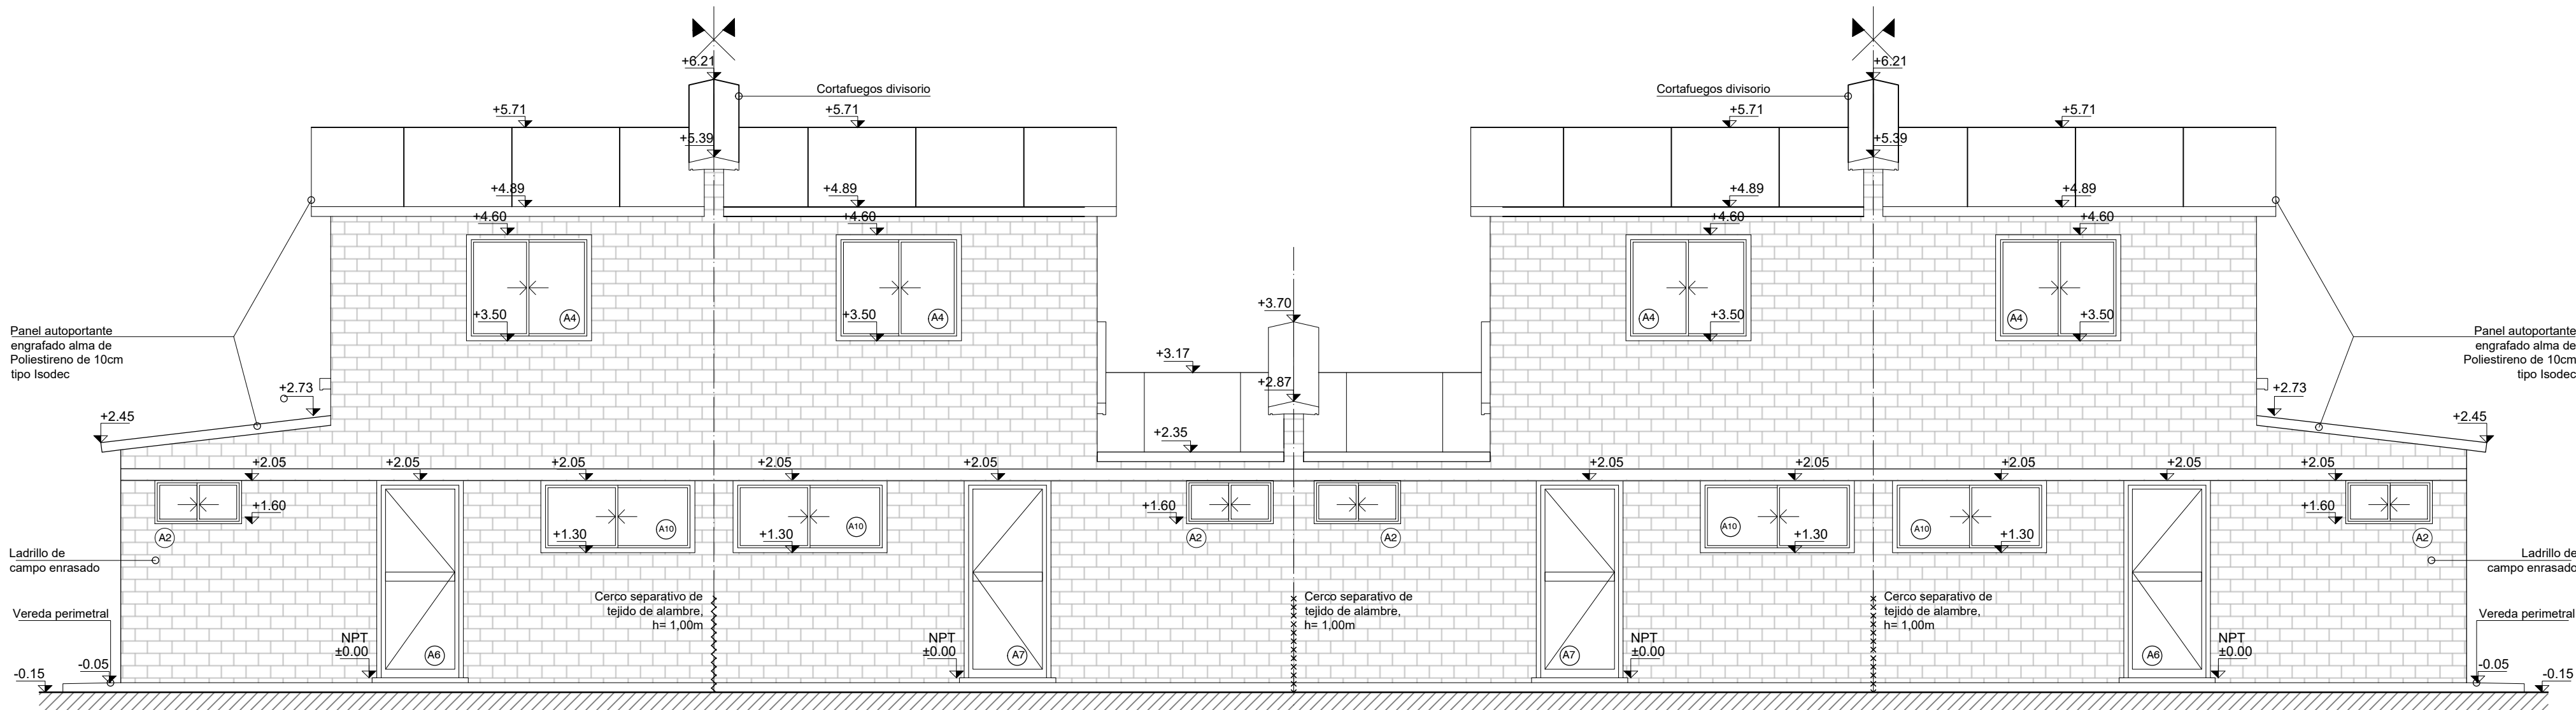 +6.21
+6.21
Cortafuegos divisorio
Cortafuegos divisorio
+5.71
+5.71
+5.71
+5.71
+5.39
+5.39
+4.89
+4.89
+4.89
+4.89
+4.60
+4.60
+4.60
+4.60
+3.50
A4
+3.50
A4
A4
+3.50
A4
+3.50
+3.70
Panel autoportante
engrafado alma de
Poliestireno de 10cm
tipo Isodec
Panel autoportante
engrafado alma de
Poliestireno de 10cm
tipo Isodec
+3.17
+2.87
+2.73
+2.73
+2.45
+2.45
+2.35
+2.05
+2.05
+2.05
+2.05
+2.05
+2.05
+2.05
+2.05
+2.05
+2.05
+1.60
+1.60
+1.60
A2
A2
A2
A2
+1.30
A10
+1.30
A10
A10
+1.30
A10
+1.30
Ladrillo de
campo enrasado
Ladrillo de
campo enrasado
Cerco separativo de
tejido de alambre,
h= 1,00m
Cerco separativo de
tejido de alambre,
h= 1,00m
Cerco separativo de
tejido de alambre,
h= 1,00m
Vereda perimetral
Vereda perimetral
NPT
±0.00
A6
NPT
±0.00
A7
A7
NPT
±0.00
A6
NPT
±0.00
-0.05
-0.05
-0.15
-0.15